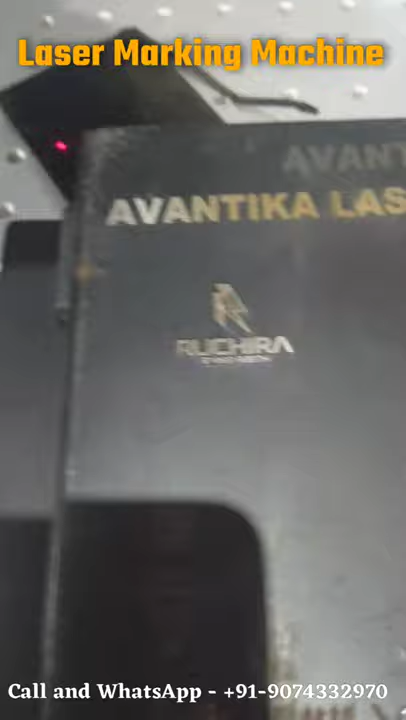 Laser Marking Machine
AVANT
AVANTIKA LAS
RUCHIRA
Call and WhatsApp - +91-9074332970